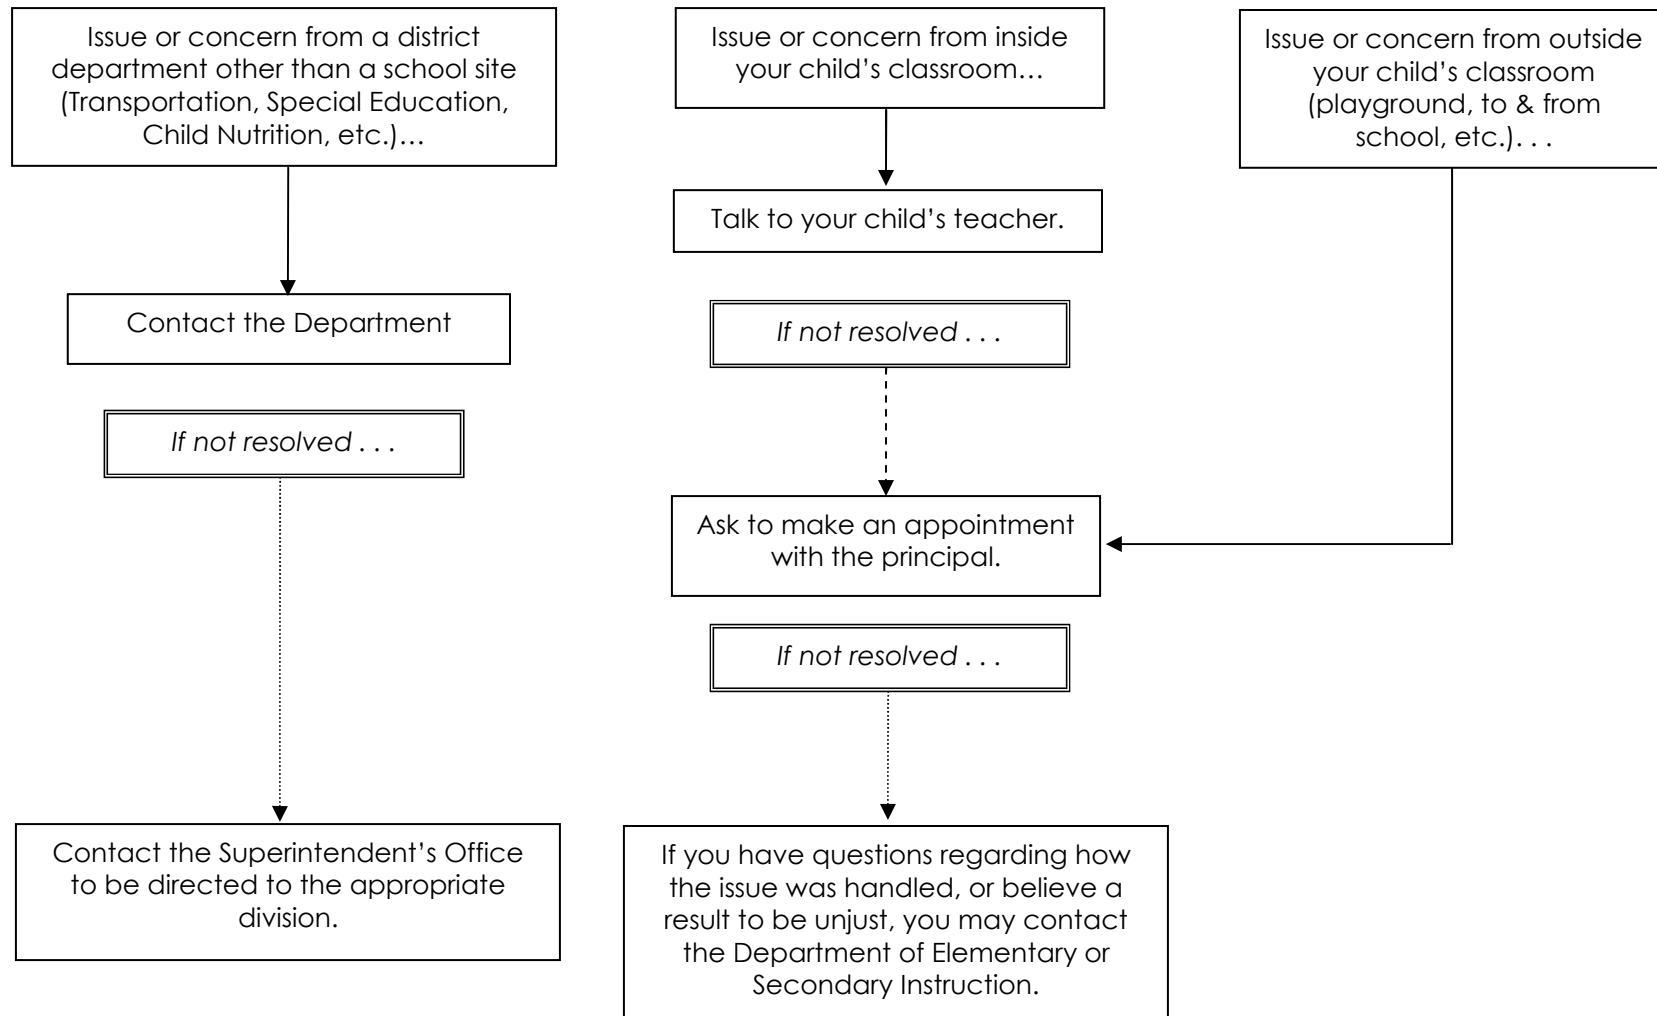 Issue or concern from a district
department other than a school site
(Transportation, Special Education,
Child Nutrition, etc.)…
Contact the Department
If not resolved . . .
Contact the Superintendent’s Office
to be directed to the appropriate
division.
Issue or concern from inside
your child’s classroom…
Talk to your child’s teacher.
If not resolved . . .
Ask to make an appointment
with the principal.
If not resolved . . .
If you have questions regarding how
the issue was handled, or believe a
result to be unjust, you may contact
the Department of Elementary or
Secondary Instruction.
Issue or concern from outside
your child’s classroom
(playground, to & from
school, etc.). . .